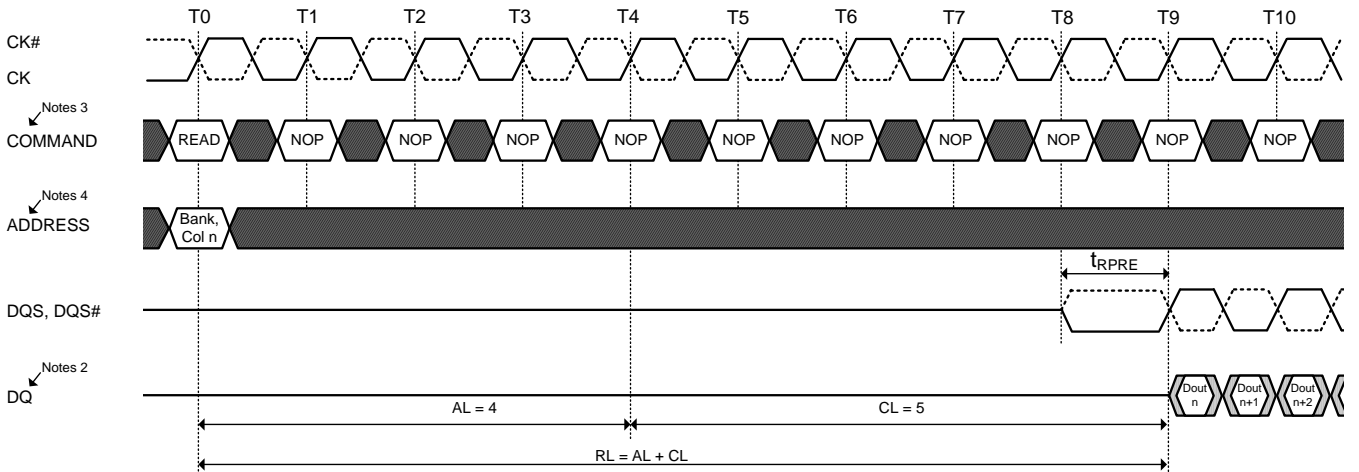 T0 T1 T2 T3 T4 T5 T6 T7 T8 T9 T10
CK#
CK
Notes 3
COMMAND
READ NOP NOP NOP NOP NOP NOP NOP NOP NOP NOP
Notes 4
ADDRESS
Bank,
Col n
tRPRE
DQS, DQS#
Notes 2
DQ
Dout
n
Dout
n+1
Dout
n+2
AL = 4
CL = 5
RL = AL + CL